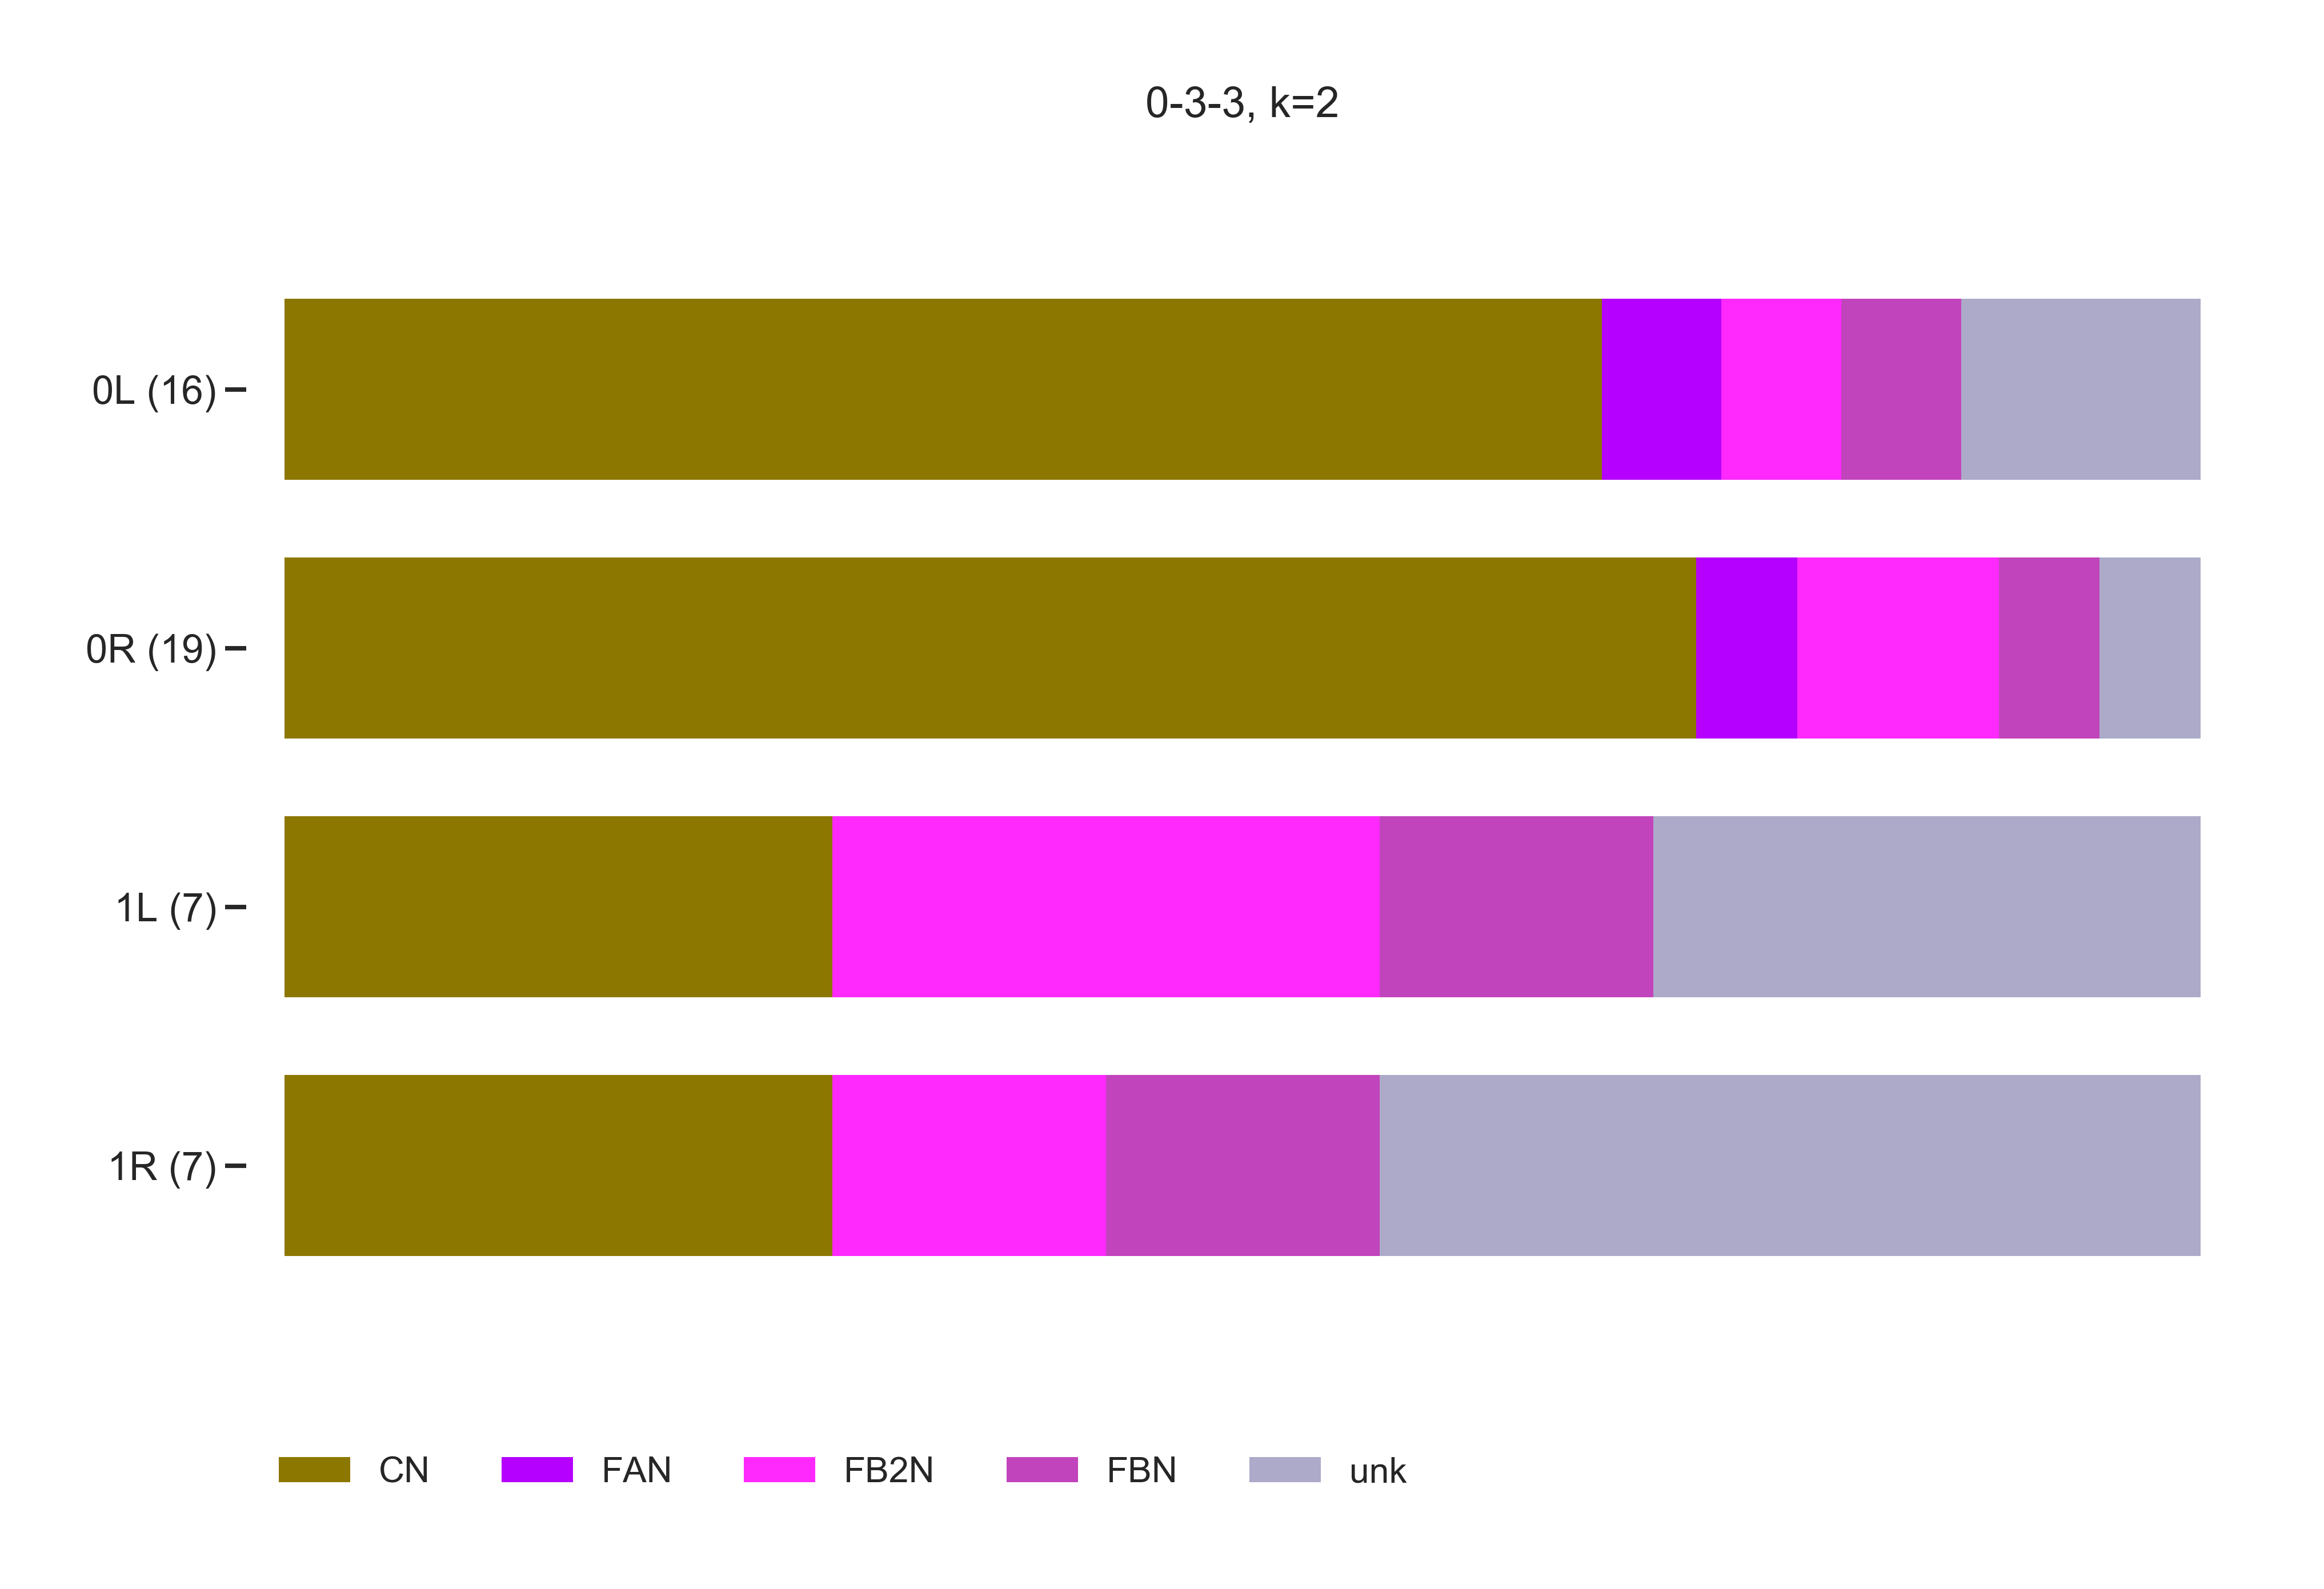 0-3-3, k=2
0L (16)
0R (19)
1L (7)
1R (7)
CN FAN FB2N FBN unk